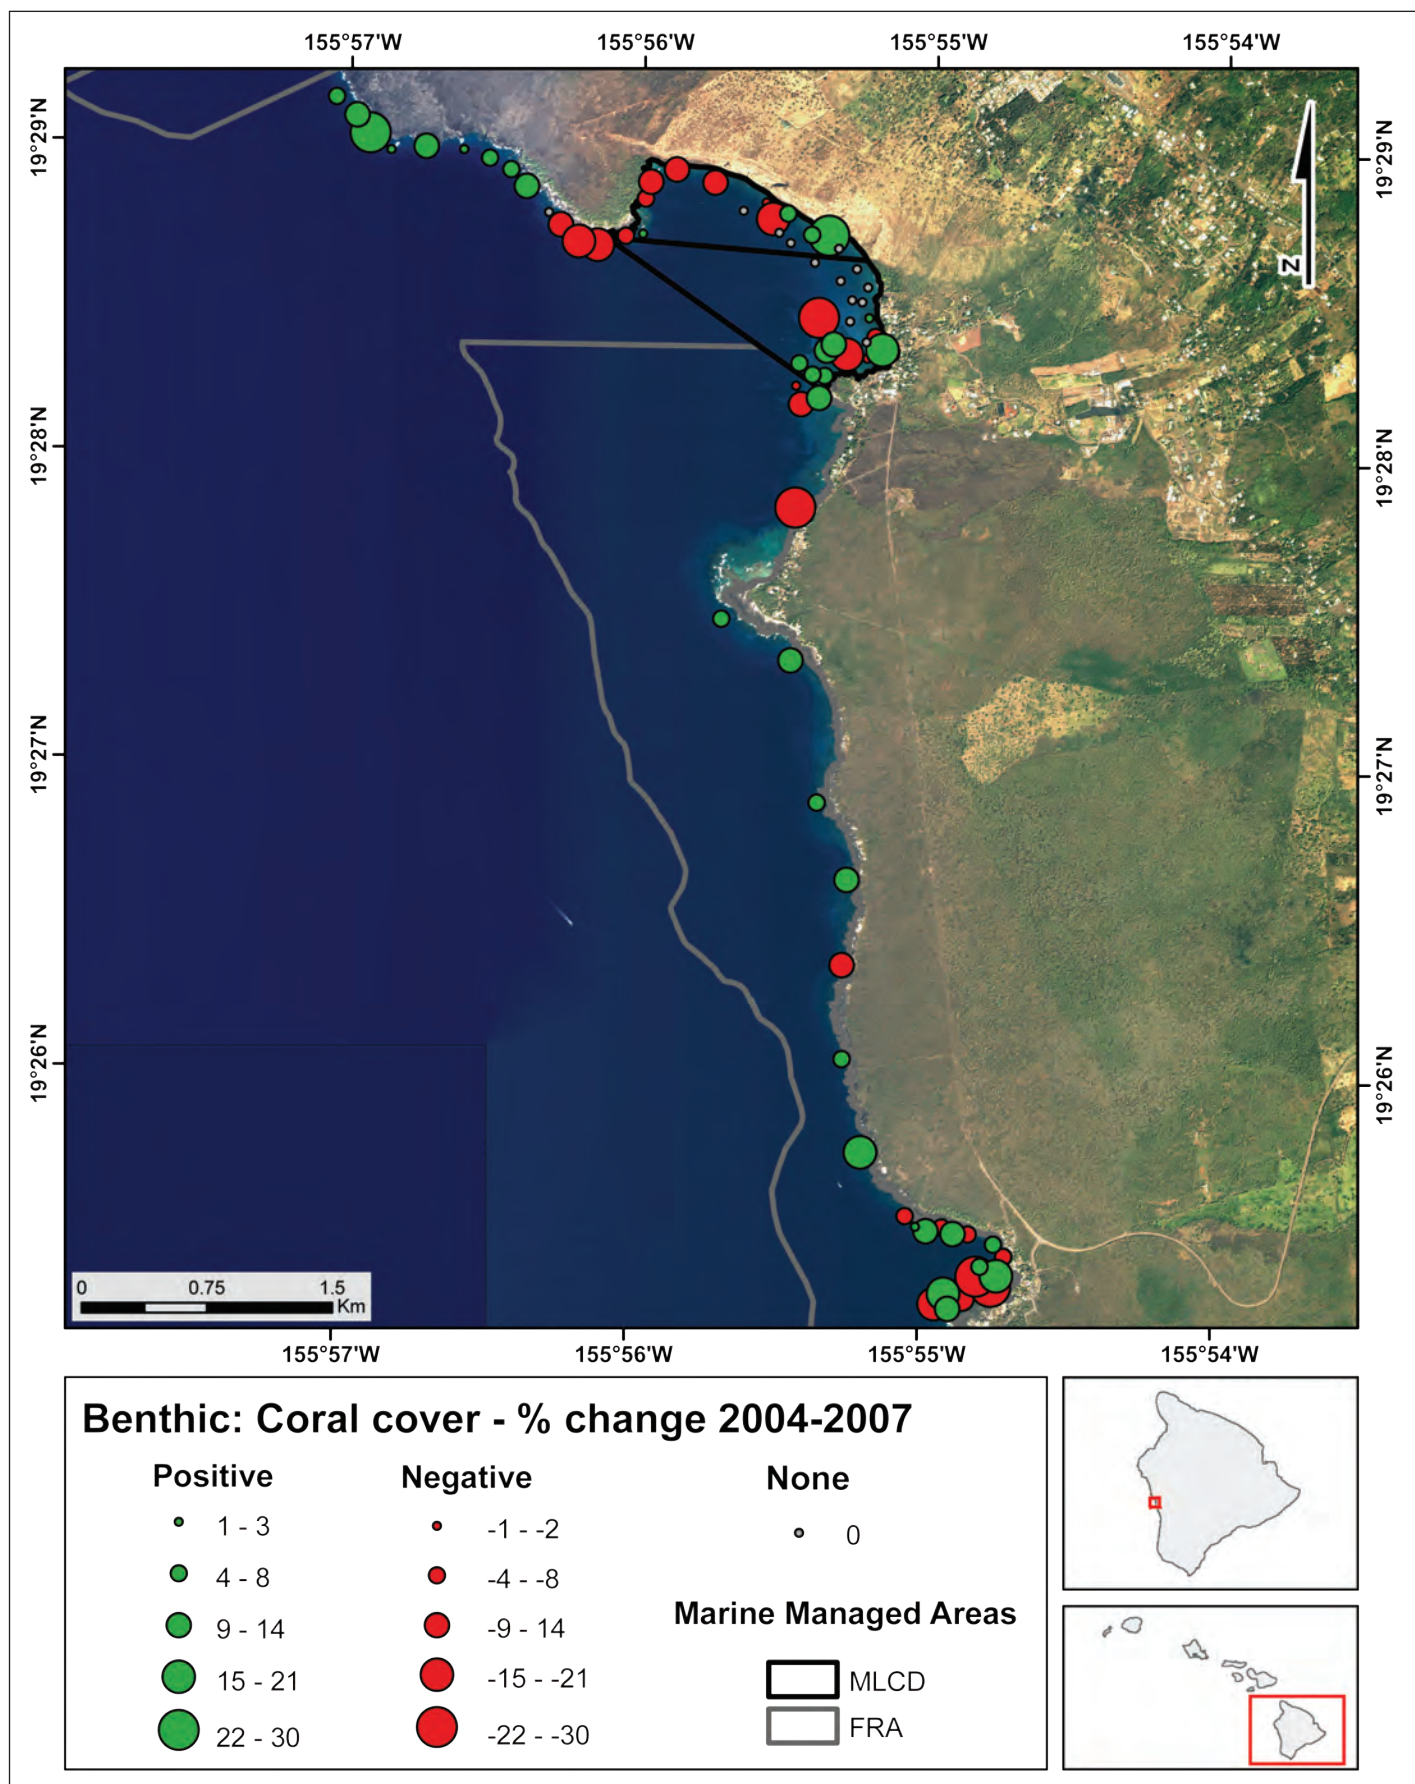 155°57'W 155°56'W 155°55'W 155°54'W
19°29'N 19°29'N
N
19°28'N 19°28'N
19°27'N 19°27'N
19°26'N 19°26'N
0 0.75 1.5
Km
155°57'W 155°56'W 155°55'W 155°54'W
Benthic: Coral cover - % change 2004-2007
Positive Negative None
1 - 3 -1 - -2 0
4 - 8 -4 - -8
9 - 14 -9 - 14
15 - 21 -15 - -21
22 - 30 -22 - -30
Marine Managed Areas
MLCD
FRA